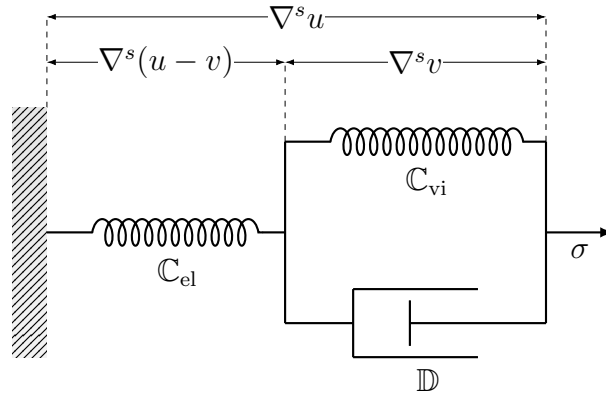 ∇ˢu
∇ˢ(u − v)
∇ˢv
ℂ_vi
ℂ_el
σ
𝔻